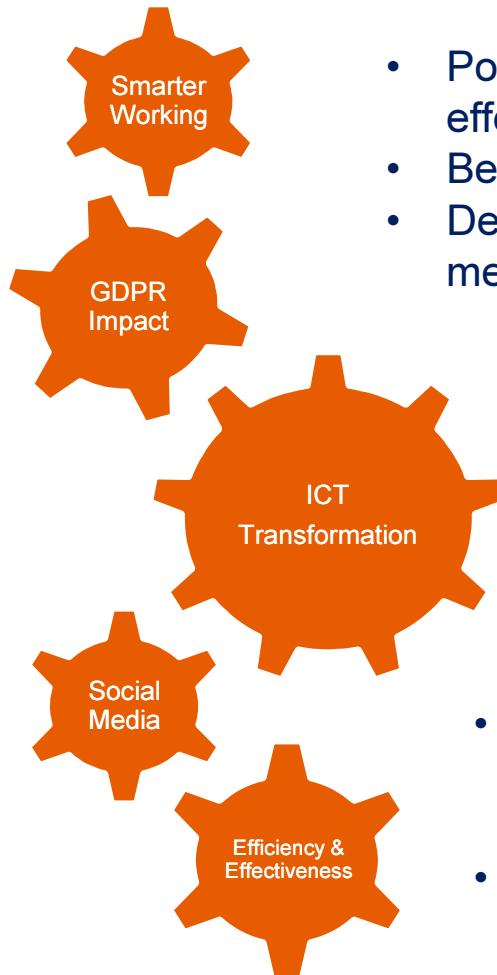 Smarter
Working
•
•
•
GDPR
Impact
ICT
Transformation
Social
Media
•
Efficiency &
Effectiveness
•